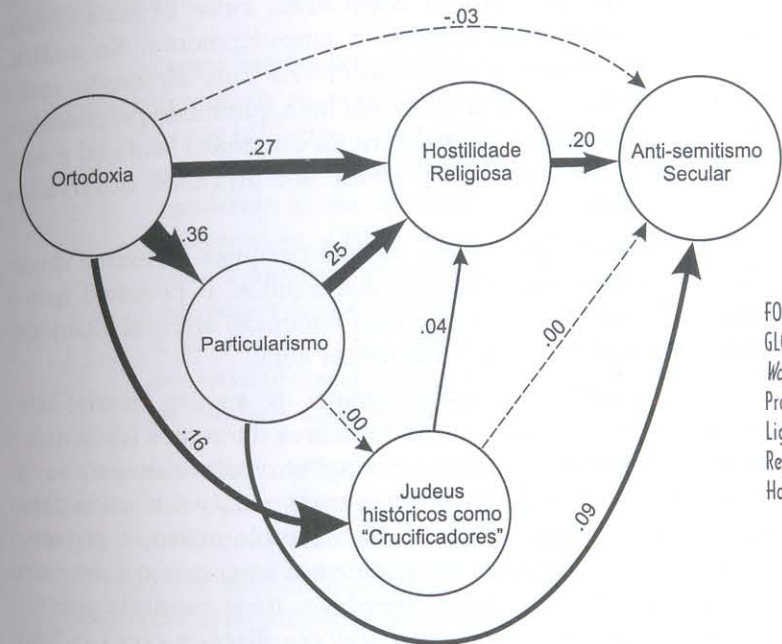 -.03
Ortodoxia
.27
Hostilidade
Religiosa
.20
Anti-semitismo
Secular
.36
Particularismo
25
.04
.00
.00
.16
Judeus
históricos como
“Crucificadores”
.09